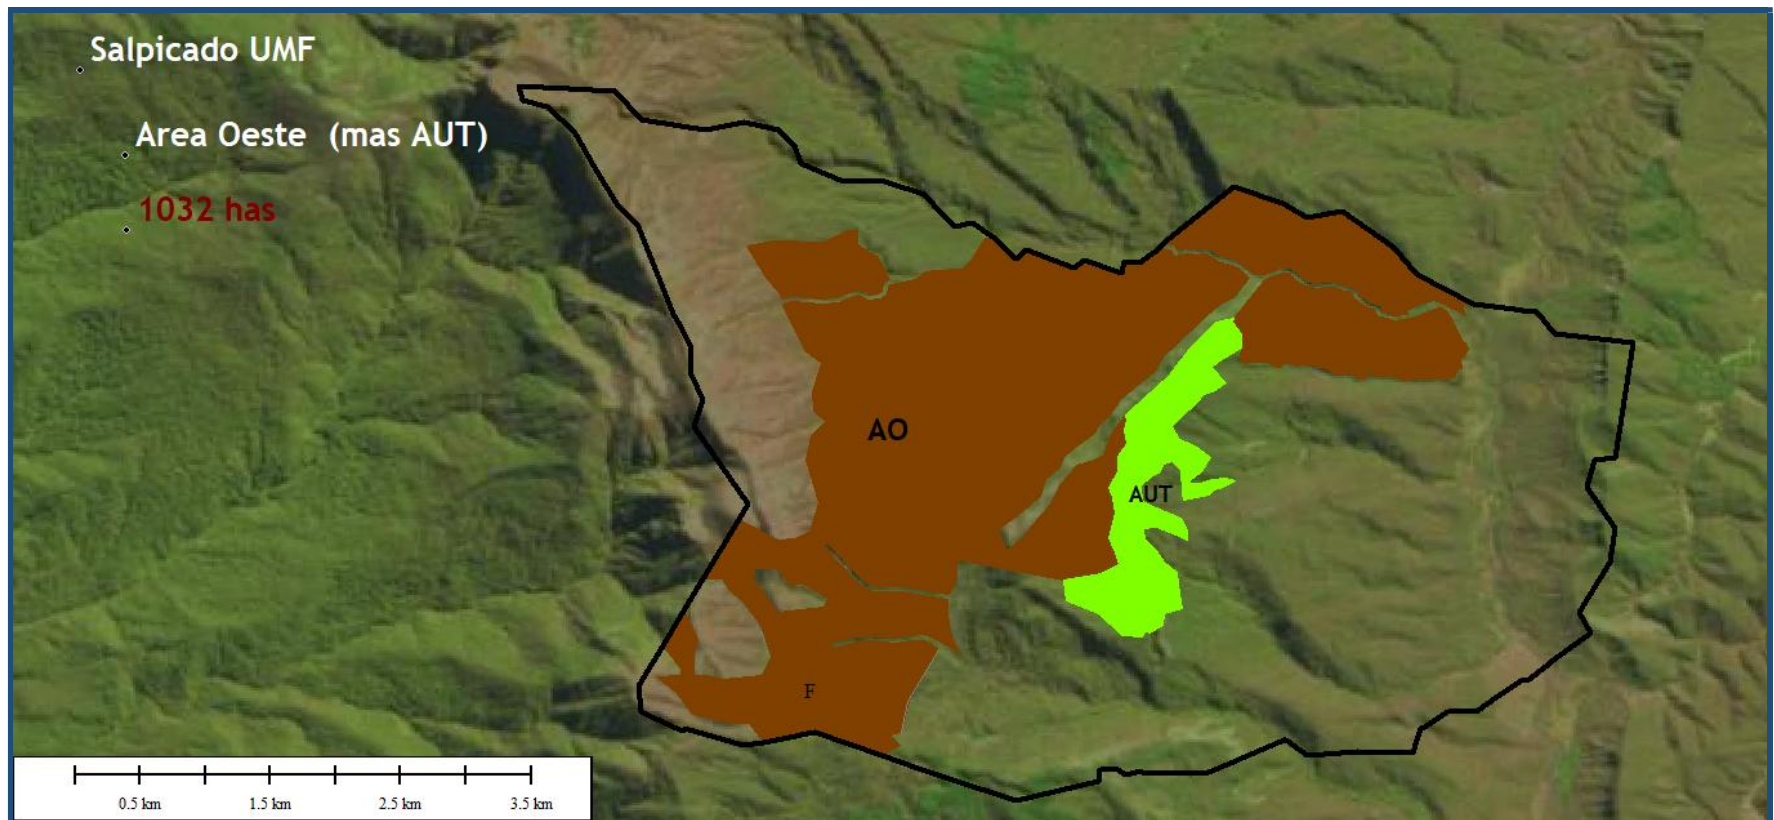 Salpicado UMF
Area Oeste (mas AUT)
1032 has
AO
AUT
F
0.5 km 1.5 km 2.5 km 3.5 km